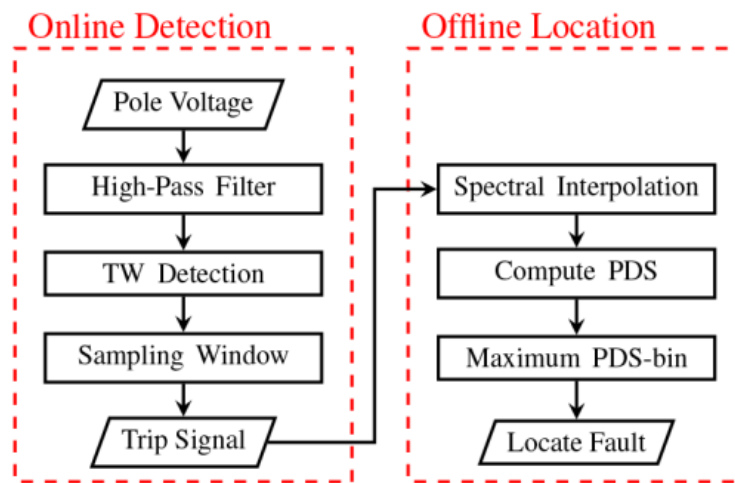 Online Detection
Pole Voltage
High-Pass Filter
TW Detection
Sampling Window
Trip Signal
Offline Location
Spectral Interpolation
Compute PDS
Maximum PDS-bin
Locate Fault